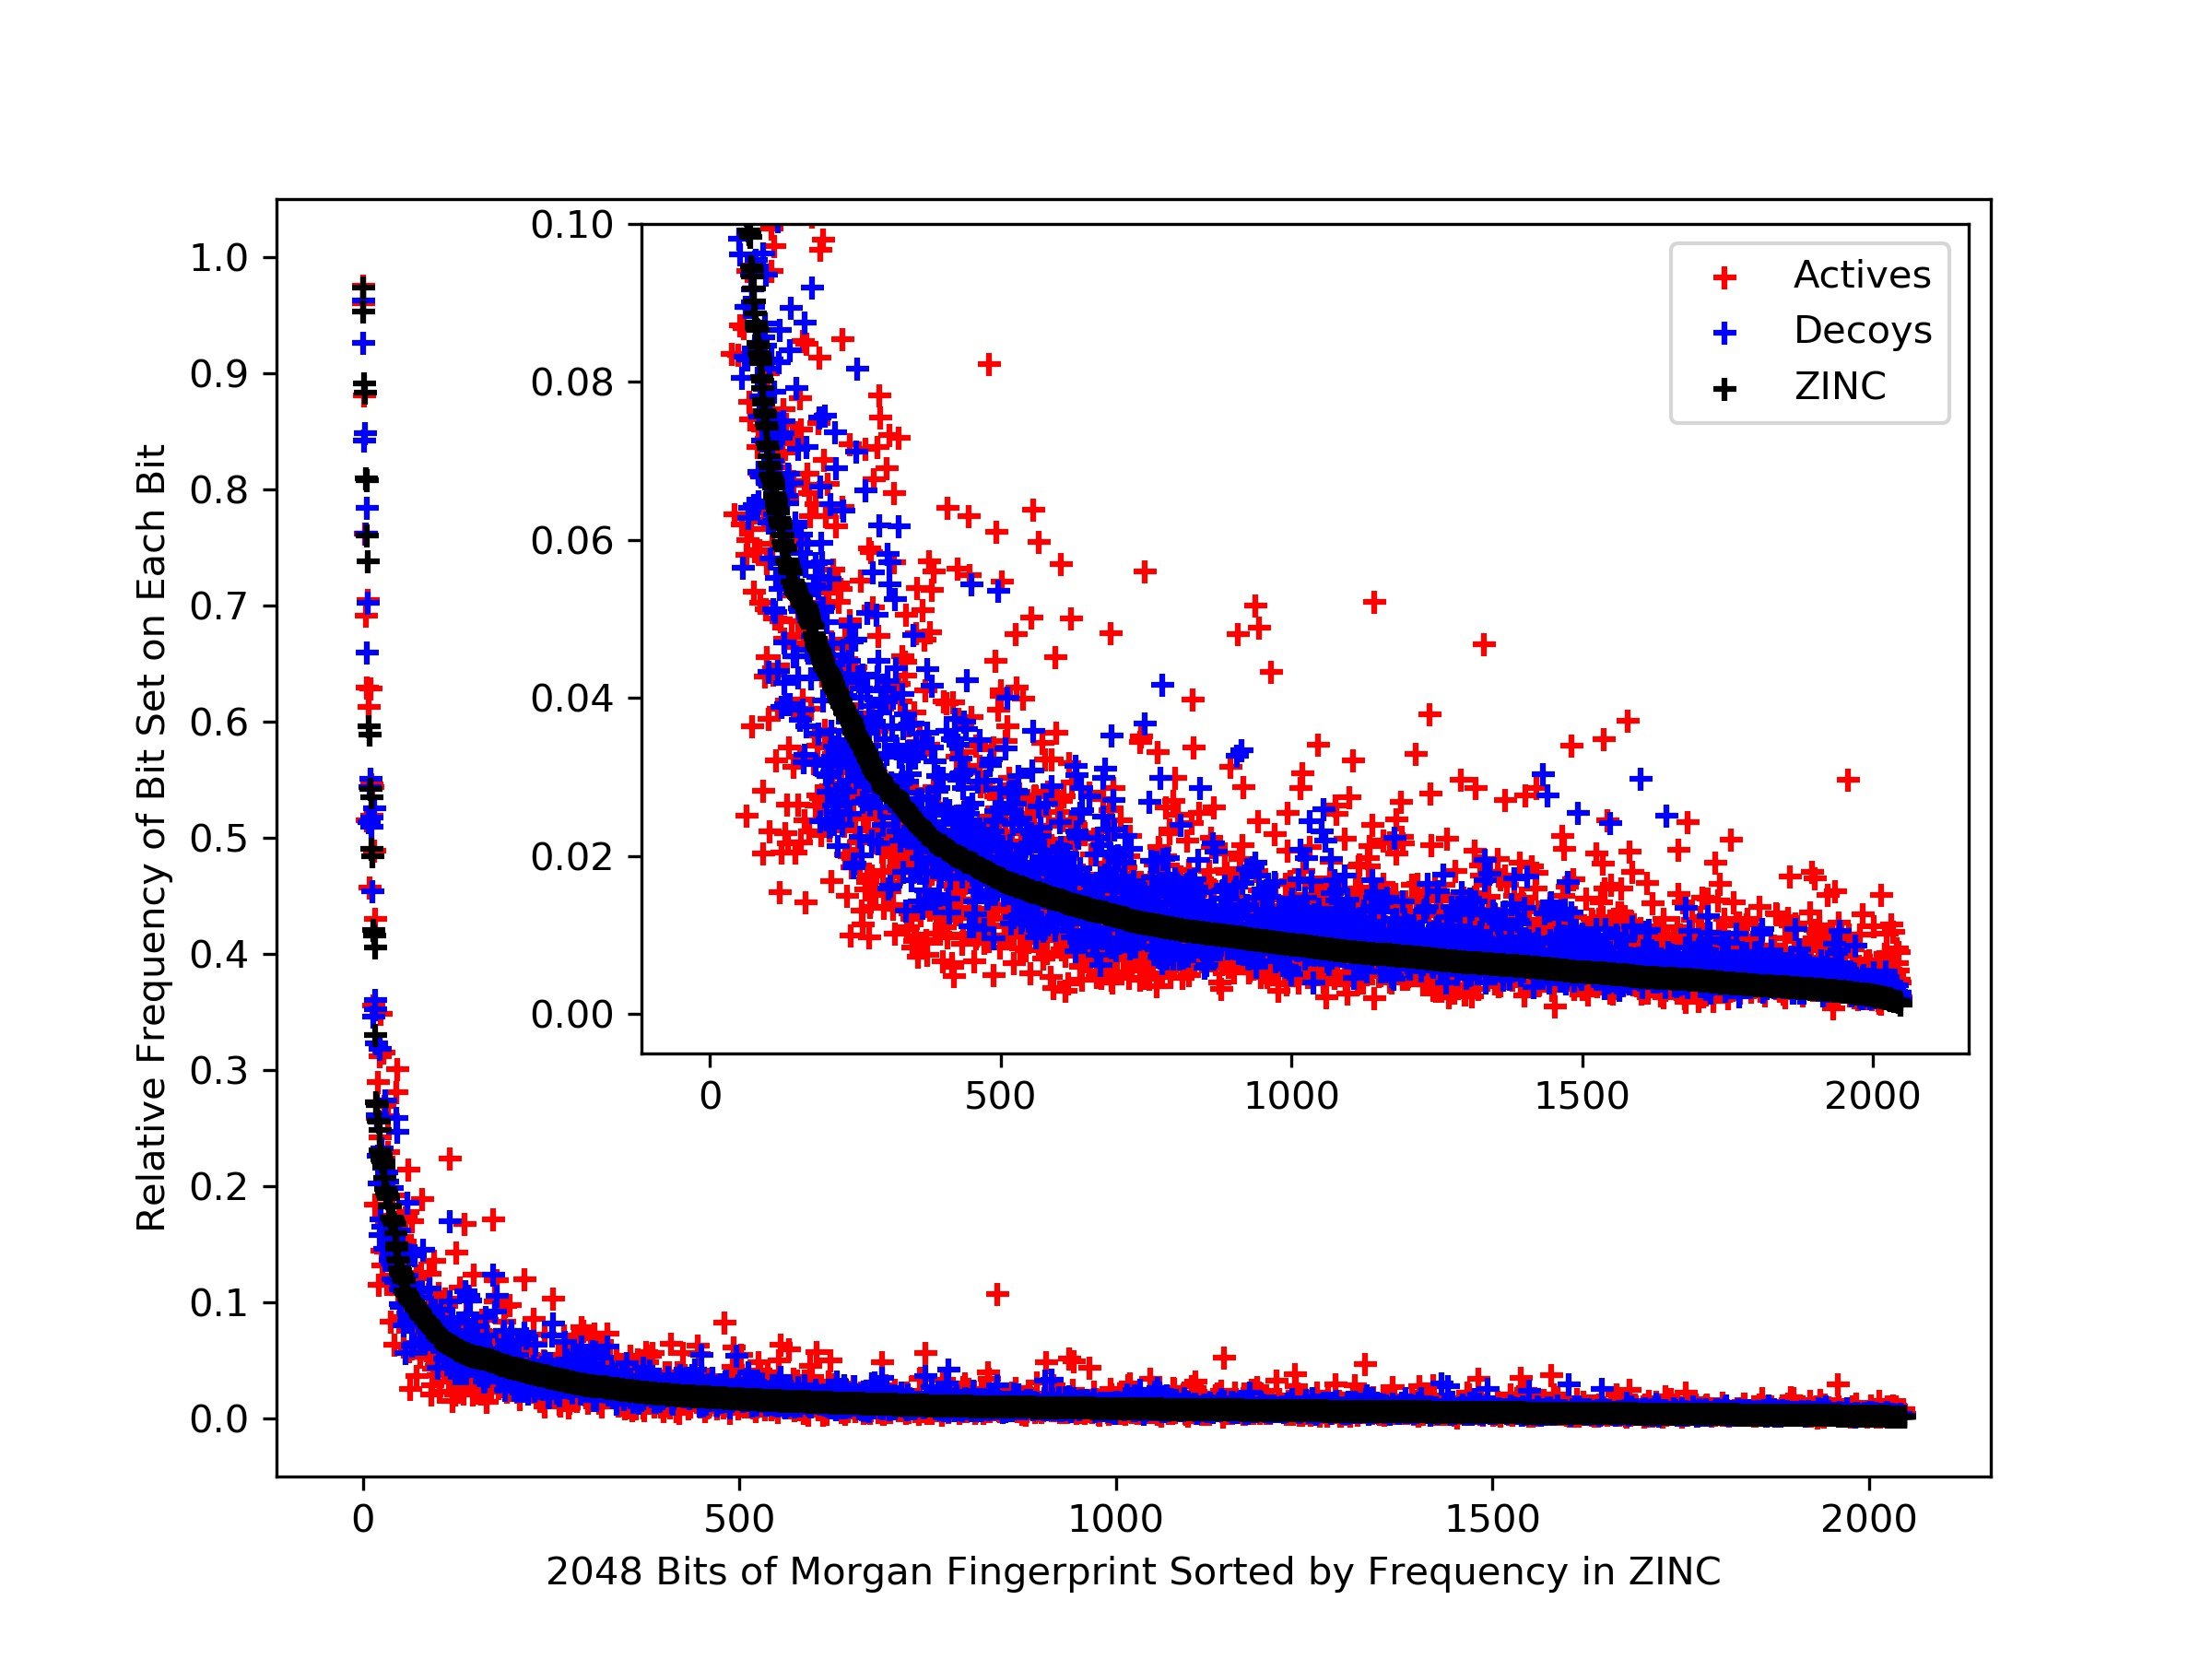 Relative Frequency of Bit Set on Each Bit
1.0
0.9
0.8
0.7
0.6
0.5
0.4
0.3
0.2
0.1
0.0
0.10
0.08
0.06
0.04
0.02
0.00
Actives
Decoys
ZINC
0 500 1000 1500 2000
0 500 1000 1500 2000
2048 Bits of Morgan Fingerprint Sorted by Frequency in ZINC